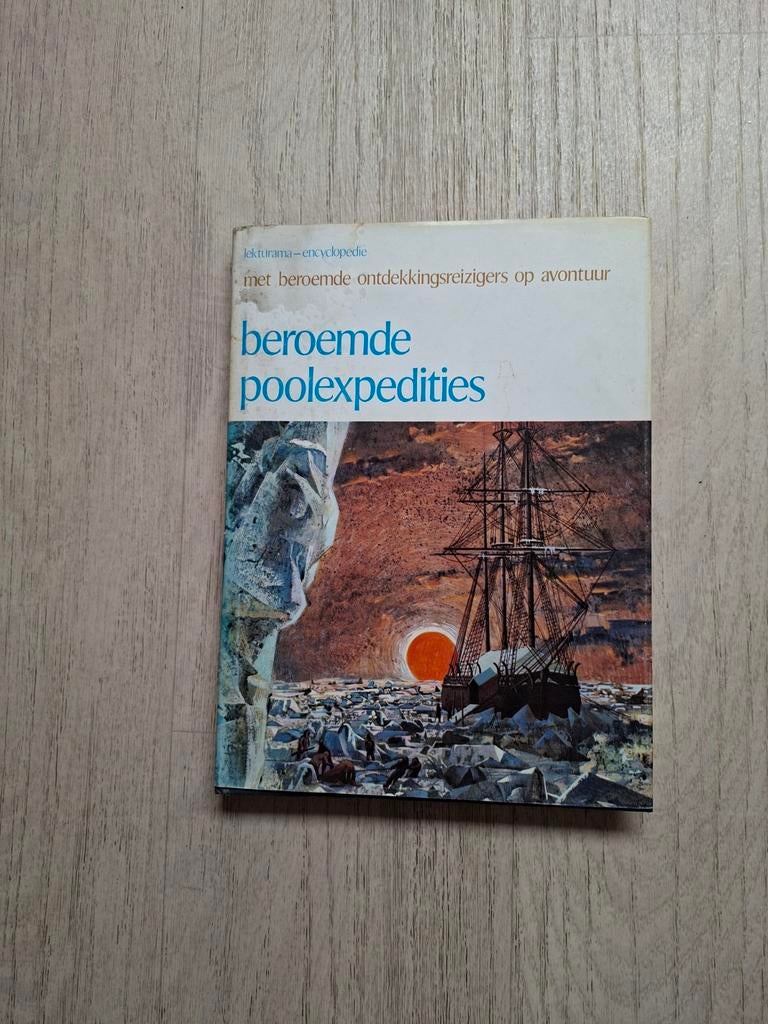 lekturama – encyclopedie
met beroemde ontdekkingsreizigers op avontuur
beroemde
poolexpedities